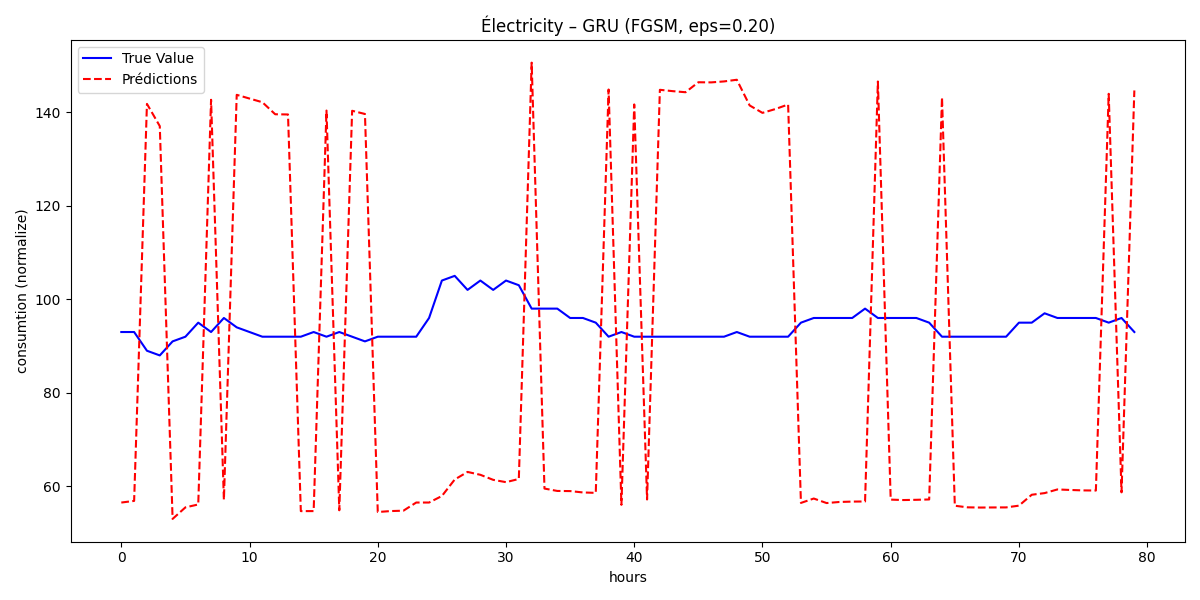 Électricity – GRU (FGSM, eps=0.20)
True Value
Prédictions
consumtion (normalize)
140
120
100
80
60
0 10 20 30 40 50 60 70 80
hours